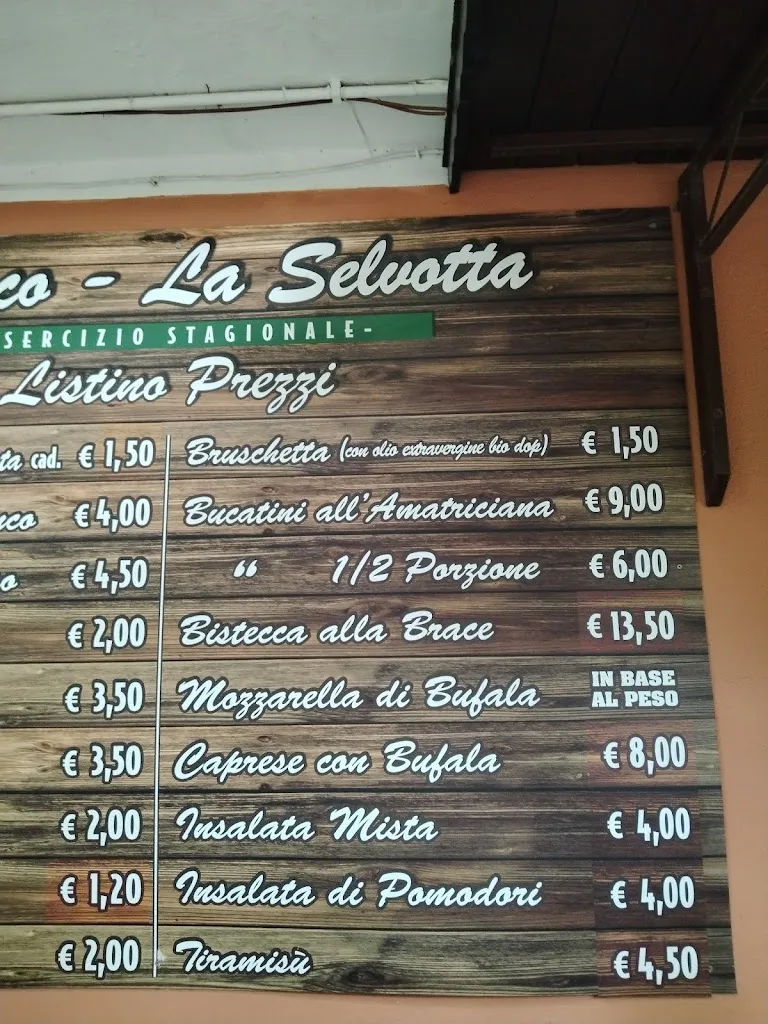 co - La Selvotta
SERCIZIO STAGIONALE-
Listino Prezzi
ta cad. € 1,50
nco € 4,00
o € 4,50
€ 2,00
€ 3,50
€ 3,50
€ 2,00
€ 1,20
€ 2,00
Bruschetta (con olio extravergine bio dop) € 1,50
Bucatini all'Amatriciana € 9,00
“ 1/2 Porzione € 6,00
Bistecca alla Brace € 13,50
Mozzarella di Bufala IN BASE
AL PESO
Caprese con Bufala € 8,00
Insalata Mista € 4,00
Insalata di Pomodori € 4,00
Tiramisù € 4,50